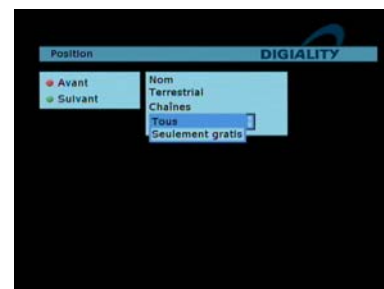 Position
DIGIALITY
Avant
Suivant
Nom
Terrestrial
Chaînes
Tous
Seulement gratis